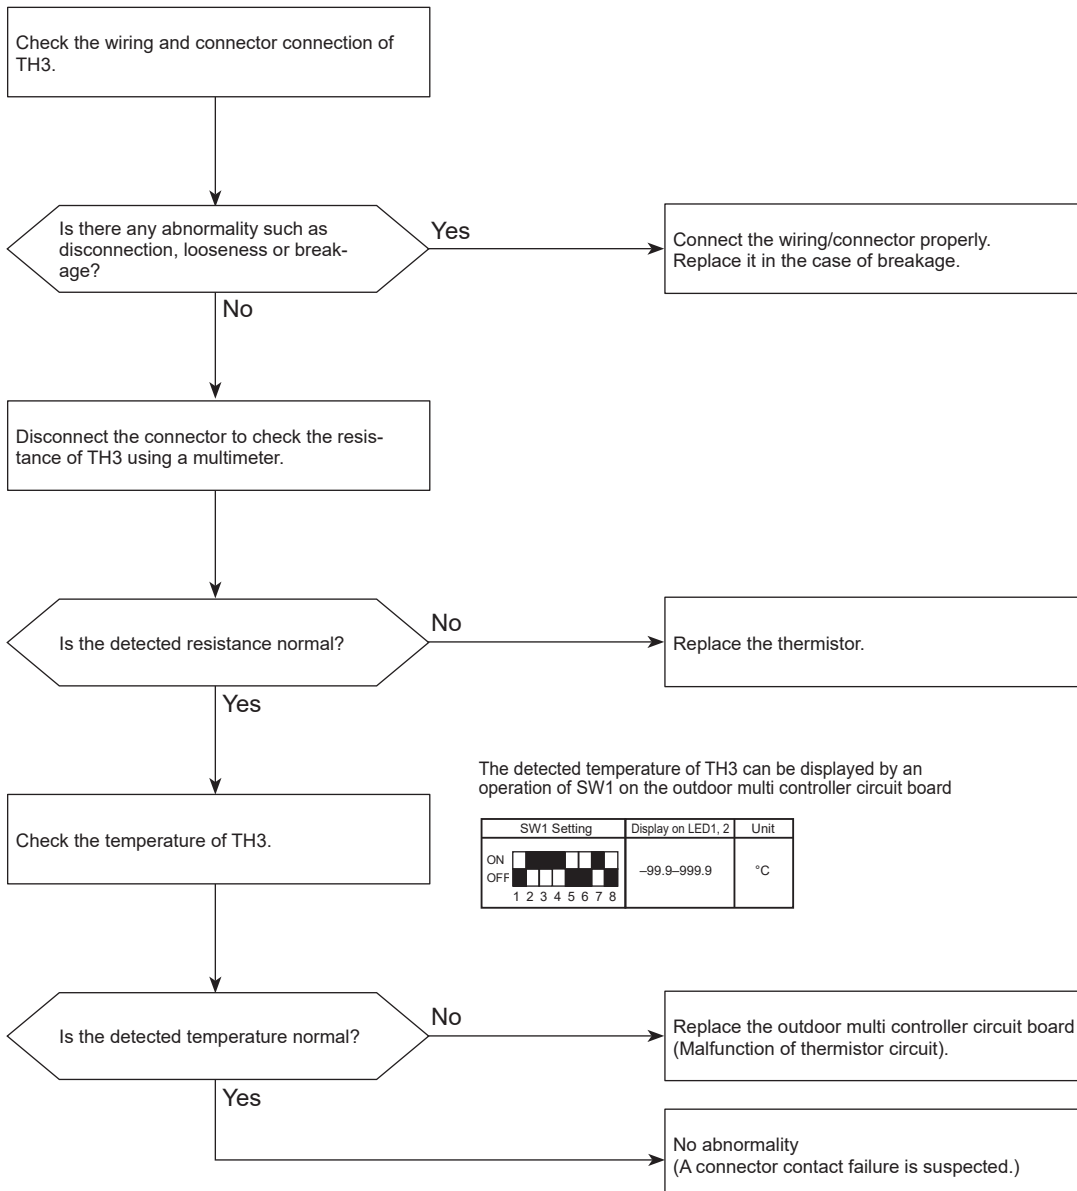 Check the wiring and connector connection of
TH3.
Is there any abnormality such as
disconnection, looseness or break-
age?
Yes
Connect the wiring/connector properly.
Replace it in the case of breakage.
No
Disconnect the connector to check the resis-
tance of TH3 using a multimeter.
Is the detected resistance normal?
No
Replace the thermistor.
Yes
The detected temperature of TH3 can be displayed by an
operation of SW1 on the outdoor multi controller circuit board
Check the temperature of TH3.
SW1 Setting Display on LED1, 2 Unit
ON
OFF
–99.9–999.9 °C
1 2 3 4 5 6 7 8
Is the detected temperature normal?
No
Replace the outdoor multi controller circuit board
(Malfunction of thermistor circuit).
Yes
No abnormality
(A connector contact failure is suspected.)